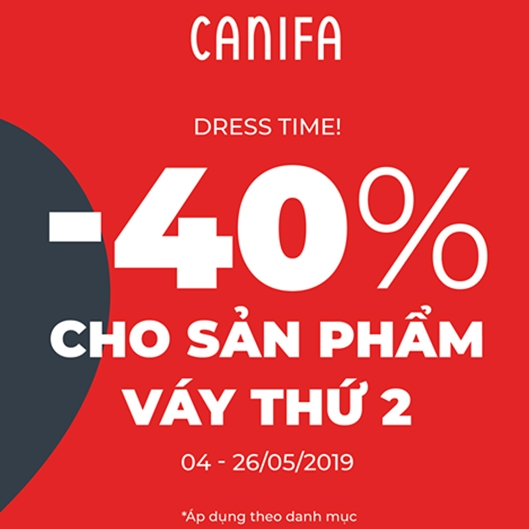 CANIFA
DRESS TIME!
-40%
CHO SẢN PHẨM
VÁY THỨ 2
04 - 26/05/2019
*Áp dụng theo danh mục